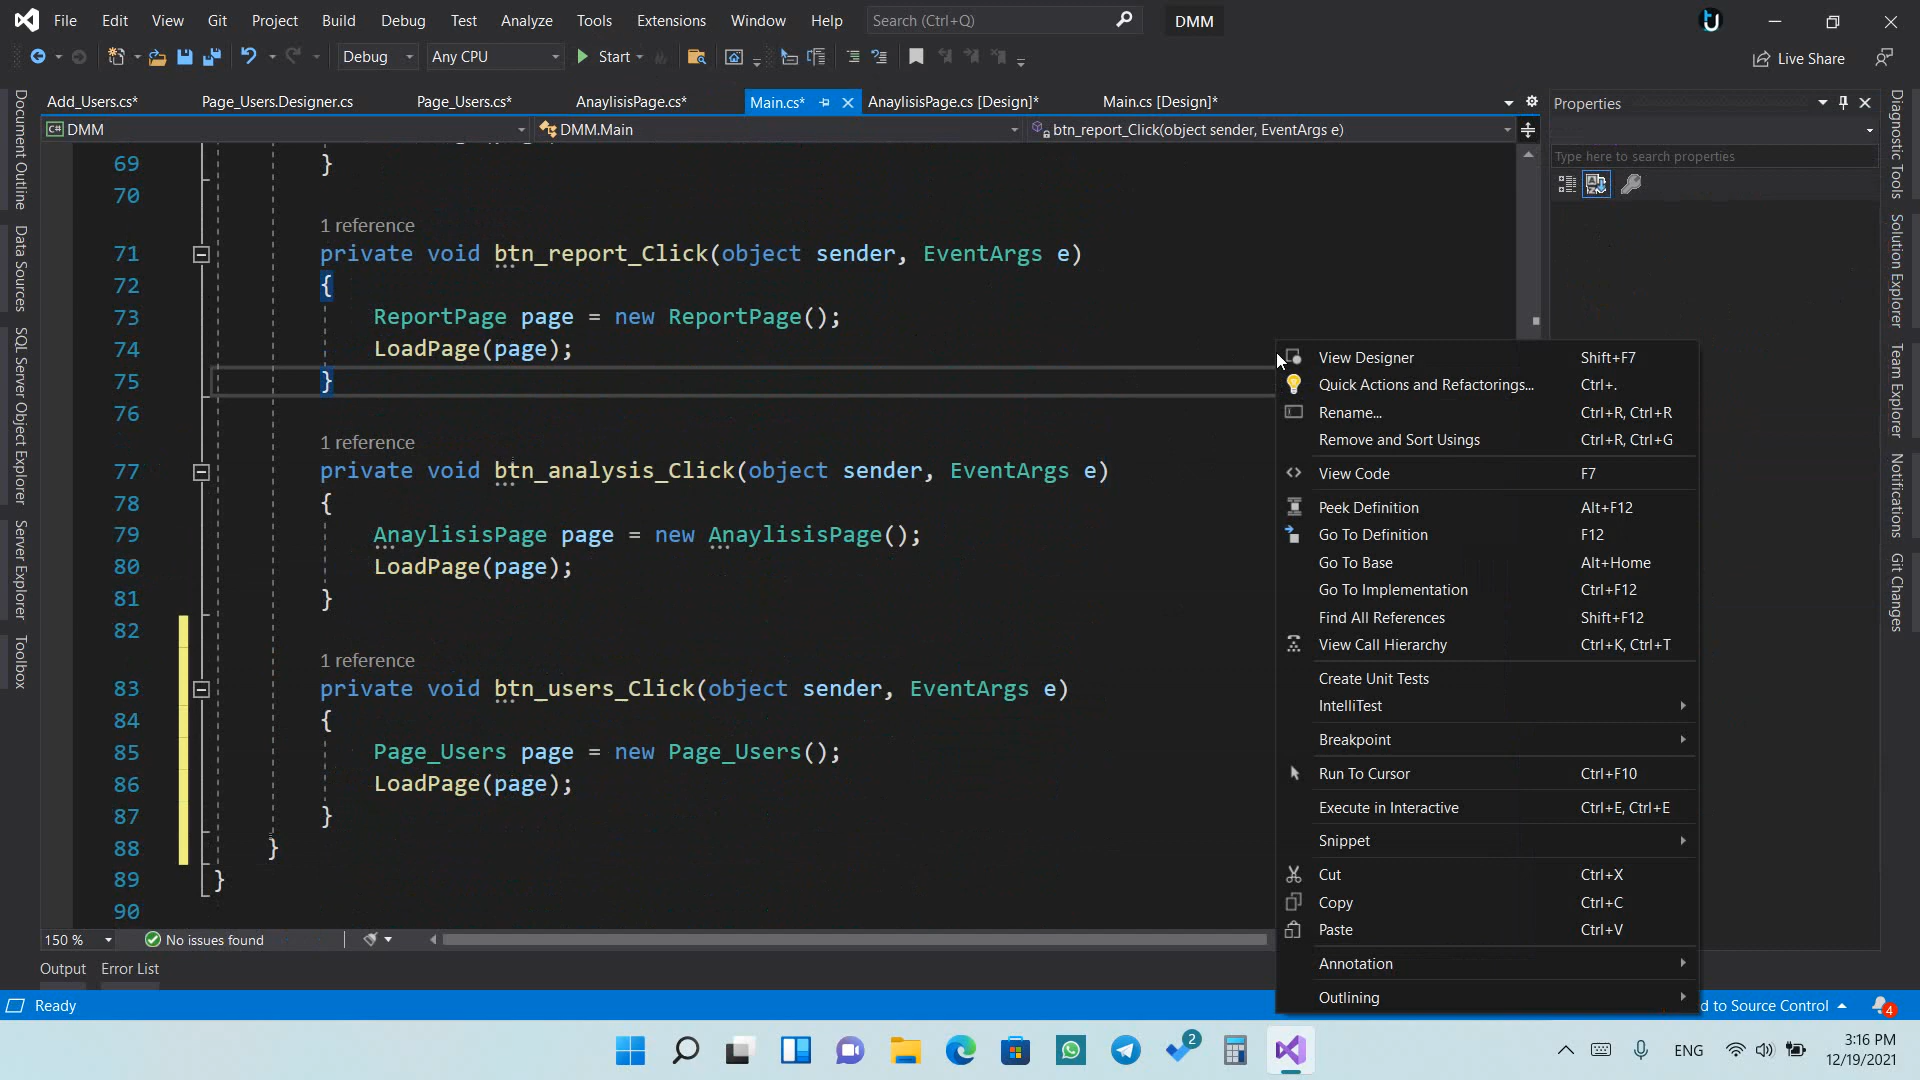 File Edit View Git Project Build Debug Test Analyze Tools Extensions Window Help Search (Ctrl+Q) DMM
Debug Any CPU Start Live Share
Add_Users.cs* Page_Users.Designer.cs Page_Users.cs* AnaylisisPage.cs* Main.cs* AnaylisisPage.cs [Design]* Main.cs [Design]*
C# DMM DMM.Main btn_report_Click(object sender, EventArgs e)
69 }
70
1 reference
71 private void btn_report_Click(object sender, EventArgs e)
72 {
73 ReportPage page = new ReportPage();
74 LoadPage(page);
75 }
76
1 reference
77 private void btn_analysis_Click(object sender, EventArgs e)
78 {
79 AnaylisisPage page = new AnaylisisPage();
80 LoadPage(page);
81 }
82
1 reference
83 private void btn_users_Click(object sender, EventArgs e)
84 {
85 Page_Users page = new Page_Users();
86 LoadPage(page);
87 }
88 }
89 }
90
150 % No issues found
Output Error List
Ready
Document Outline
Data Sources
SQL Server Object Explorer
Server Explorer
Toolbox
Properties
Type here to search properties
Diagnostic Tools
Solution Explorer
Team Explorer
Notifications
Git Changes
View Designer Shift+F7
Quick Actions and Refactorings... Ctrl+.
Rename... Ctrl+R, Ctrl+R
Remove and Sort Usings Ctrl+R, Ctrl+G
View Code F7
Peek Definition Alt+F12
Go To Definition F12
Go To Base Alt+Home
Go To Implementation Ctrl+F12
Find All References Shift+F12
View Call Hierarchy Ctrl+K, Ctrl+T
Create Unit Tests
IntelliTest
Breakpoint
Run To Cursor Ctrl+F10
Execute in Interactive Ctrl+E, Ctrl+E
Snippet
Cut Ctrl+X
Copy Ctrl+C
Paste Ctrl+V
Annotation
Outlining
d to Source Control 4
2 ENG 3:16 PM
12/19/2021